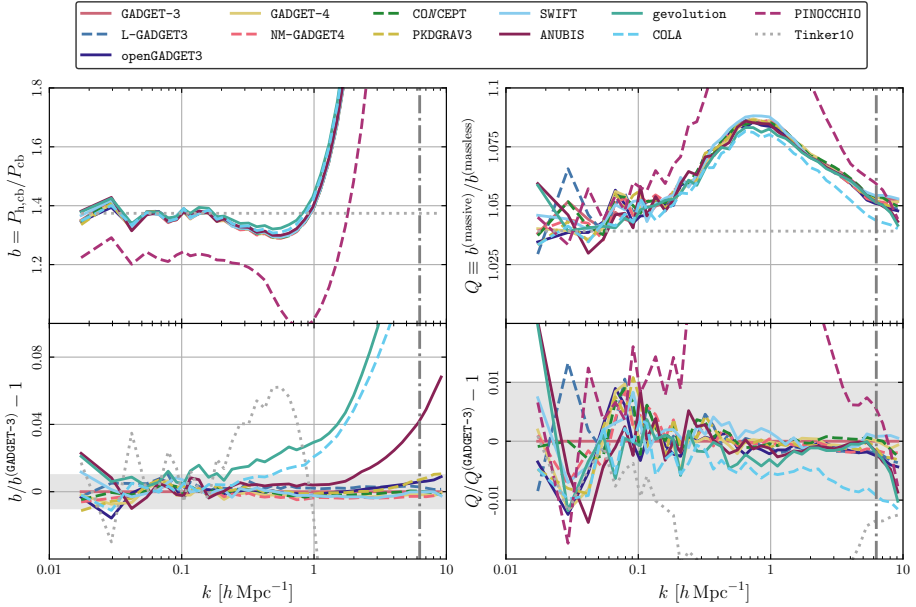 GADGET-3 GADGET-4 CONCEPT SWIFT gevolution PINOCCHIO
L-GADGET3 NM-GADGET4 PKDGRAV3 ANUBIS COLA Tinker10
openGADGET3
1.8
1.6
1.4
1.2
b = P_h,cb/P_cb
1.1
1.075
1.05
1.025
Q ≡ b^(massive)/b^(massless)
0.08
0.04
0
b/b^(GADGET-3) − 1
0.01 0.1 1 10
k [h Mpc⁻¹]
0.001
0
-0.001
Q/Q^(GADGET-3) − 1
0.01 0.1 1 10
k [h Mpc⁻¹]